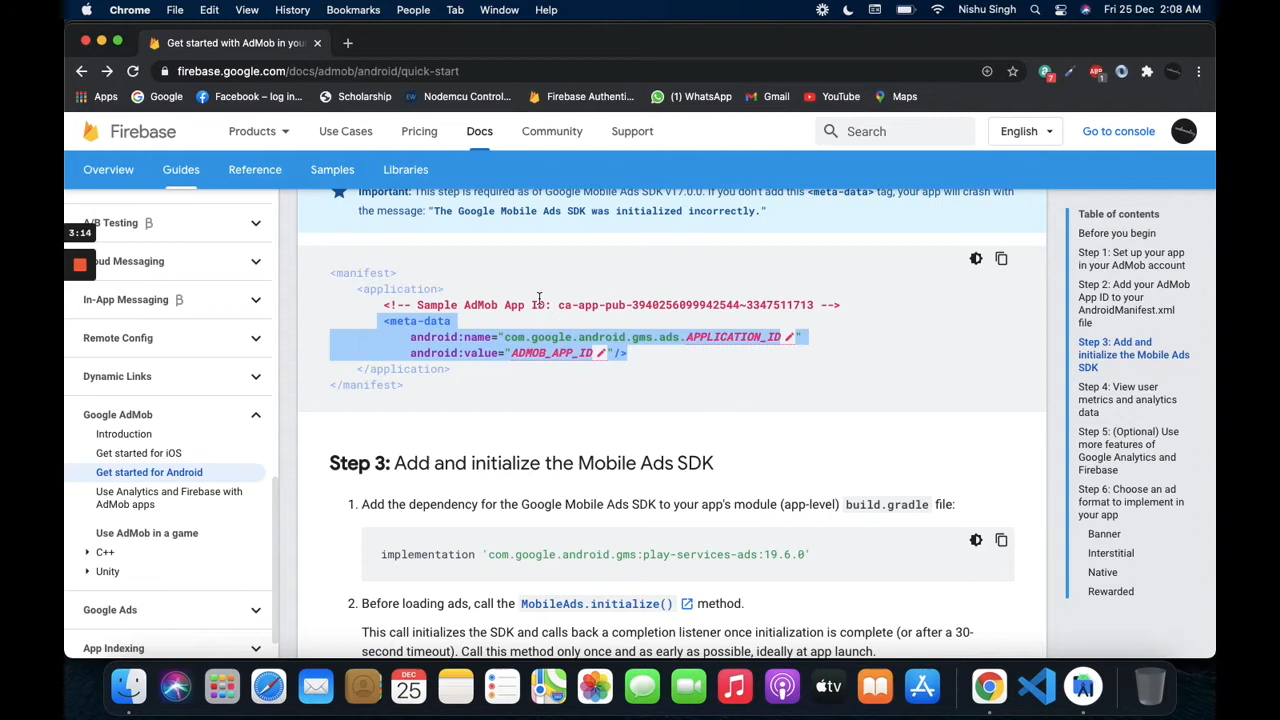 Chrome File Edit View History Bookmarks People Tab Window Help Nishu Singh Fri 25 Dec 2:08 AM
Get started with AdMob in you
firebase.google.com/docs/admob/android/quick-start
Apps Google Facebook – log in... Scholarship Nodemcu Control... Firebase Authenti... (1) WhatsApp Gmail YouTube Maps
Firebase Products Use Cases Pricing Docs Community Support Search English Go to console
Overview Guides Reference Samples Libraries
3:14
A/B Testing
oud Messaging
In-App Messaging
Remote Config
Dynamic Links
Google AdMob
Introduction
Get started for iOS
Get started for Android
Use Analytics and Firebase with
AdMob apps
Use AdMob in a game
C++
Unity
Google Ads
App Indexing
Important: This step is required as of Google Mobile Ads SDK v17.0.0. If you don't add this <meta-data> tag, your app will crash with
the message: "The Google Mobile Ads SDK was initialized incorrectly."
<manifest>
<application>
<!-- Sample AdMob App ID: ca-app-pub-3940256099942544~3347511713 -->
<meta-data
android:name="com.google.android.gms.ads.APPLICATION_ID"
android:value="ADMOB_APP_ID"/>
</application>
</manifest>
Step 3: Add and initialize the Mobile Ads SDK
1. Add the dependency for the Google Mobile Ads SDK to your app's module (app-level) build.gradle file:
implementation 'com.google.android.gms:play-services-ads:19.6.0'
2. Before loading ads, call the MobileAds.initialize() method.
This call initializes the SDK and calls back a completion listener once initialization is complete (or after a 30-
second timeout). Call this method only once and as early as possible, ideally at app launch.
Table of contents
Before you begin
Step 1: Set up your app
in your AdMob account
Step 2: Add your AdMob
App ID to your
AndroidManifest.xml
file
Step 3: Add and
initialize the Mobile Ads
SDK
Step 4: View user
metrics and analytics
data
Step 5: (Optional) Use
more features of
Google Analytics and
Firebase
Step 6: Choose an ad
format to implement in
your app
Banner
Interstitial
Native
Rewarded
DEC
25
tv